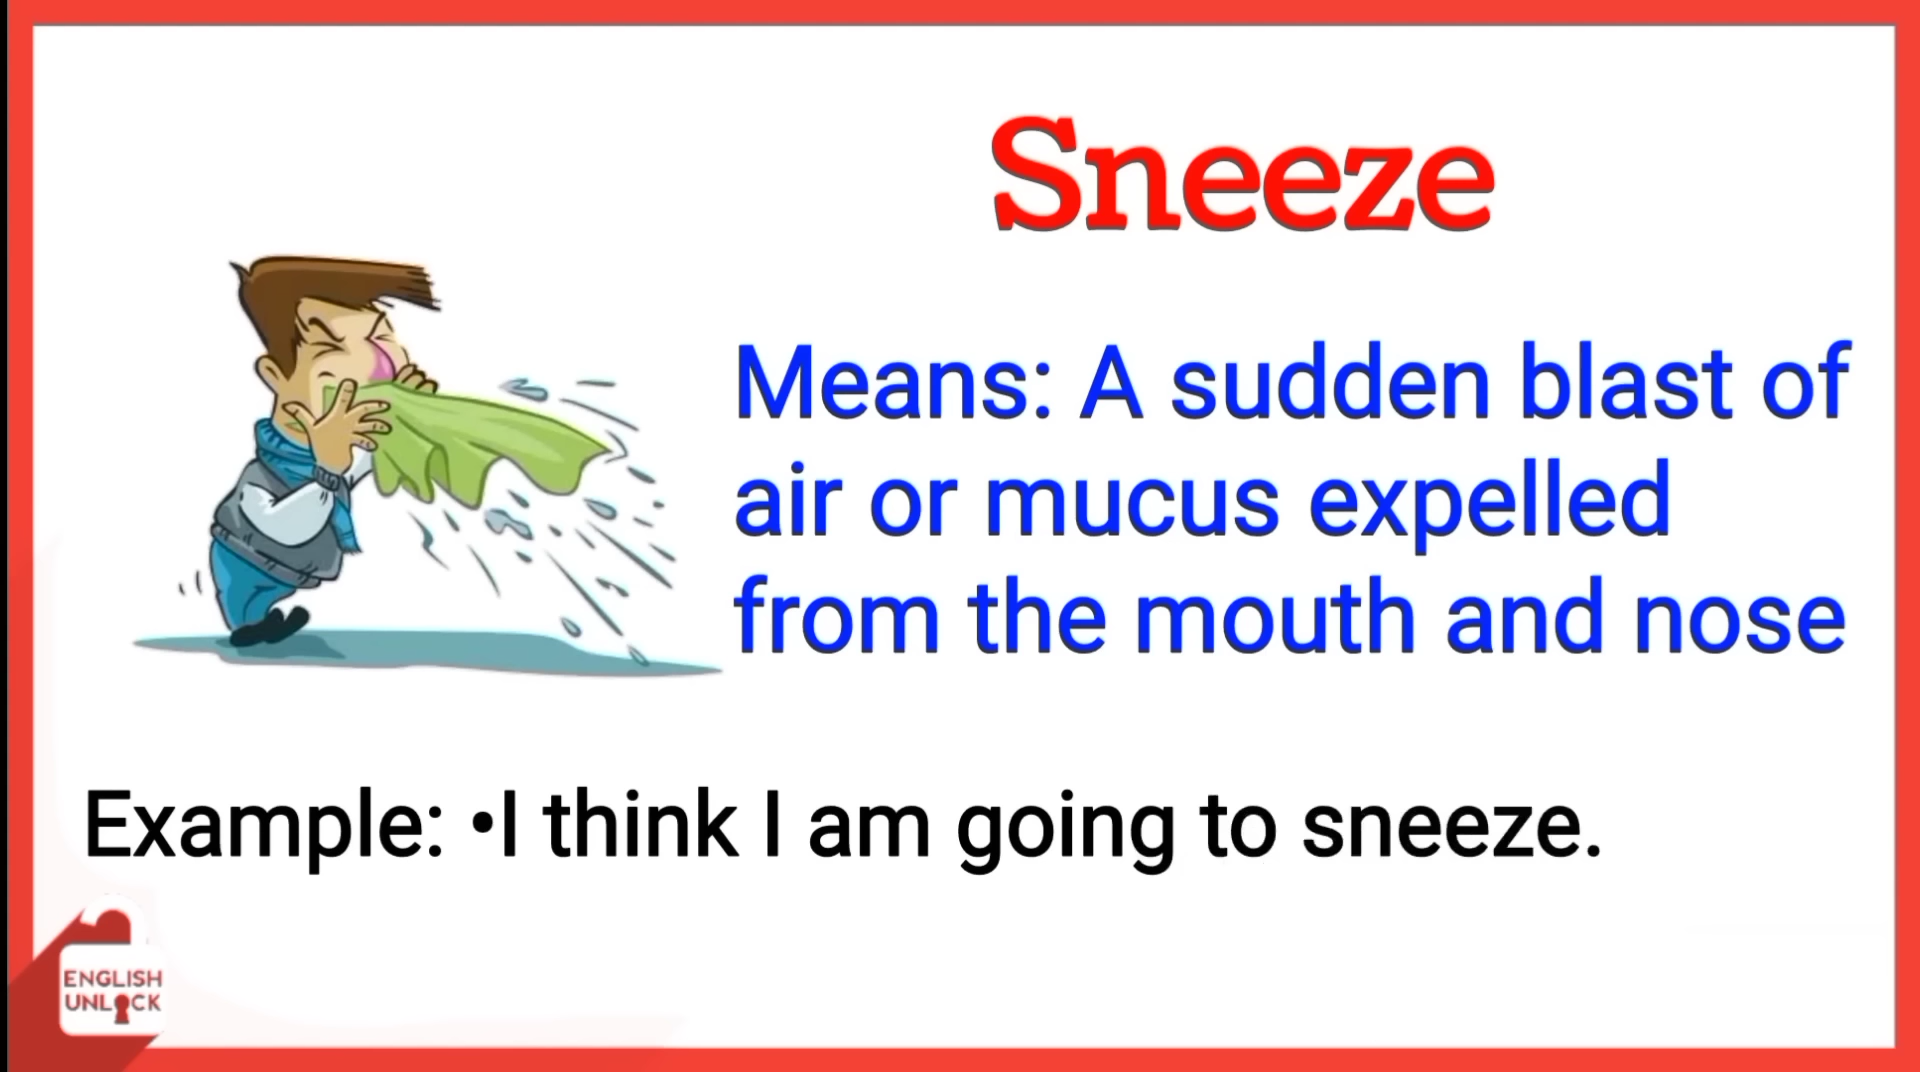 Sneeze
Means: A sudden blast of
air or mucus expelled
from the mouth and nose
Example: •I think I am going to sneeze.
ENGLISH
UNLOCK